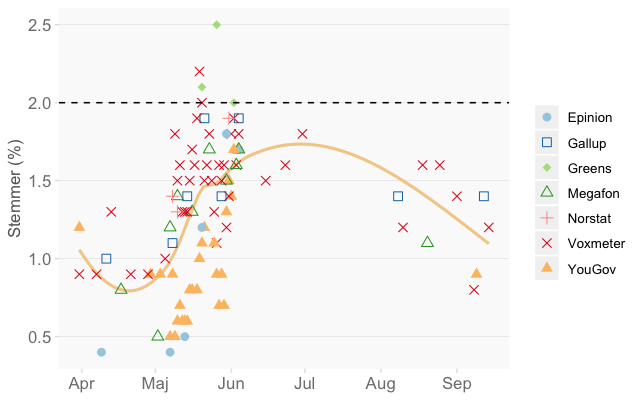 2.5
2.0
1.5
1.0
0.5
Stemmer (%)
Apr Maj Jun Jul Aug Sep
Epinion
Gallup
Greens
Megafon
Norstat
Voxmeter
YouGov